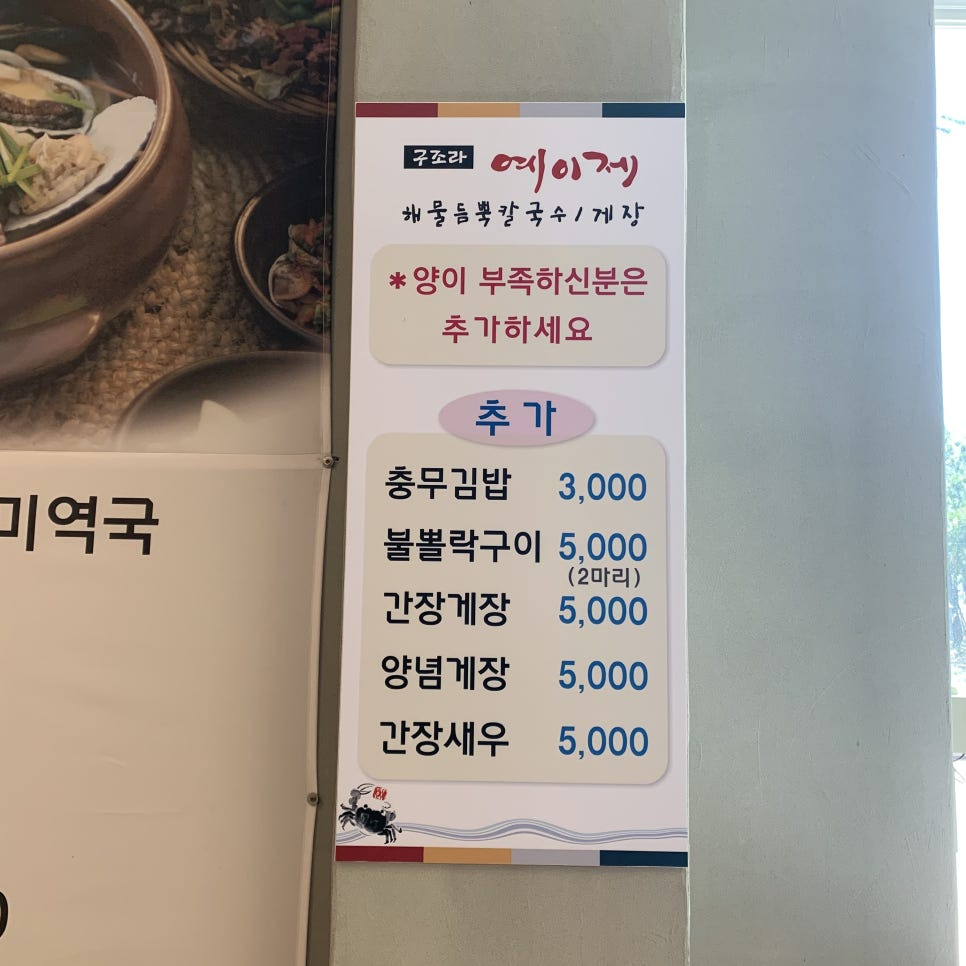 구조라 예이제
해물듬뿍칼국수/게장
*양이 부족하신분은
추가하세요
추가
충무김밥 3,000
불뽈락구이 5,000
(2마리)
간장게장 5,000
양념게장 5,000
간장새우 5,000
미역국